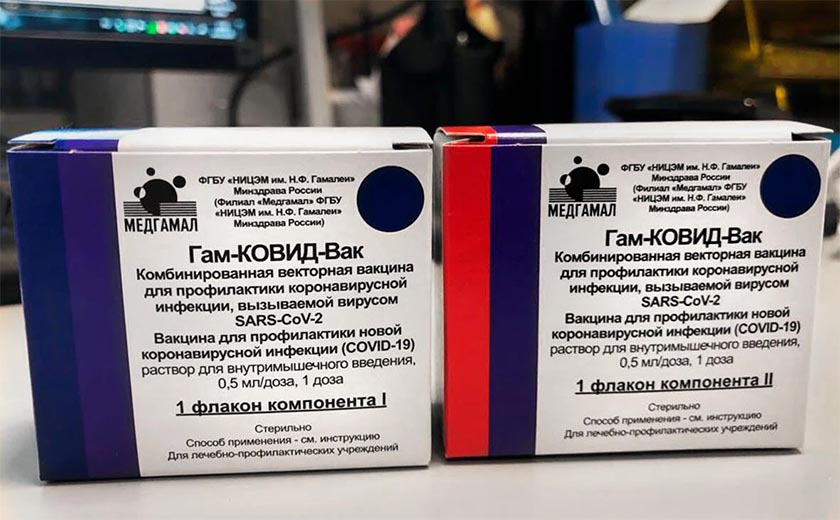 МЕДГАМАЛ
ФГБУ «НИЦЭМ им. Н.Ф. Гамалеи»
Минздрава России
(Филиал «Медгамал» ФГБУ
«НИЦЭМ им. Н.Ф. Гамалеи»
Минздрава России)
Гам-КОВИД-Вак
Комбинированная векторная вакцина
для профилактики коронавирусной
инфекции, вызываемой вирусом
SARS-CoV-2
Вакцина для профилактики новой
коронавирусной инфекции (COVID-19)
раствор для внутримышечного введения,
0,5 мл/доза, 1 доза
1 флакон компонента I
Стерильно
Способ применения - см. инструкцию
Для лечебно-профилактических учреждений
МЕДГАМАЛ
ФГБУ «НИЦЭМ им. Н.Ф. Гамалеи»
Минздрава России
(Филиал «Медгамал» ФГБУ
«НИЦЭМ им. Н.Ф. Гамалеи»
Минздрава России)
Гам-КОВИД-Вак
Комбинированная векторная вакцина
для профилактики коронавирусной
инфекции, вызываемой вирусом
SARS-CoV-2
Вакцина для профилактики новой
коронавирусной инфекции (COVID-19)
раствор для внутримышечного введения,
0,5 мл/доза, 1 доза
1 флакон компонента II
Стерильно
Способ применения - см. инструкцию
Для лечебно-профилактических учреждений